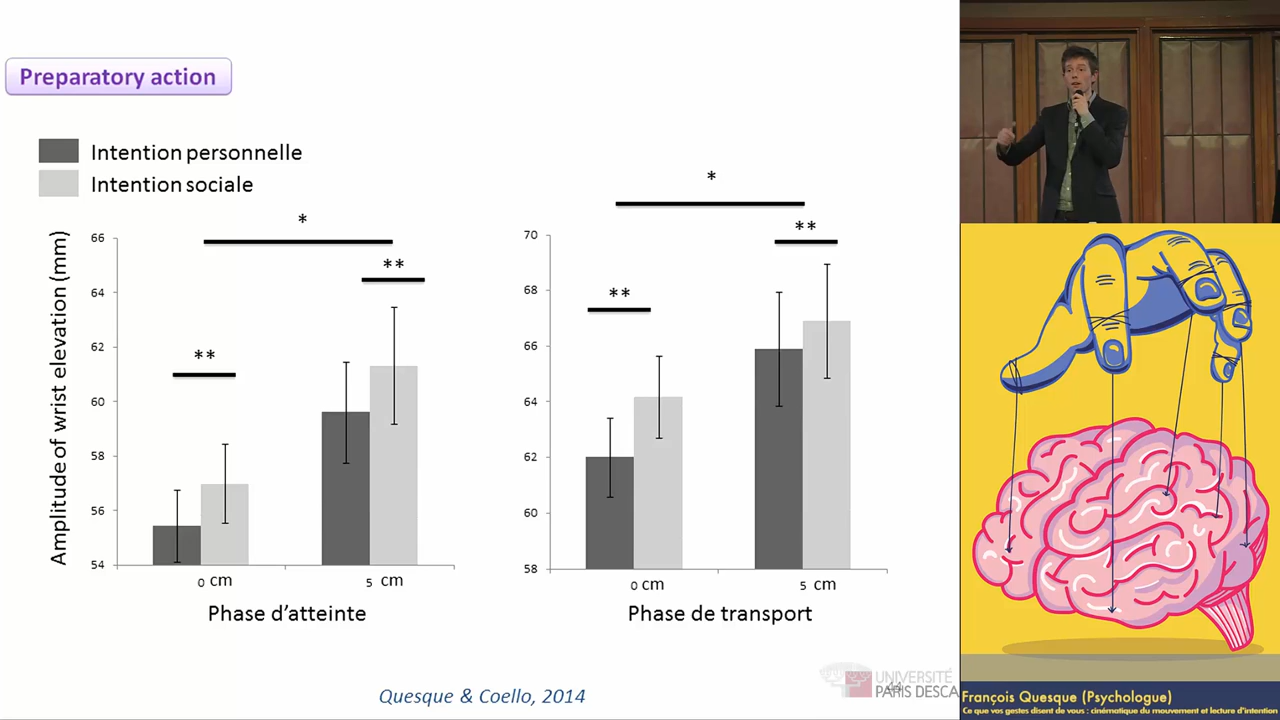 Preparatory action
Intention personnelle
Intention sociale
Amplitude of wrist elevation (mm)
*
**
**
66
64
62
60
58
56
54
0 cm
5 cm
Phase d'atteinte
*
**
**
70
68
66
64
62
60
58
0 cm
5 cm
Phase de transport
Quesque & Coello, 2014
UNIVERSITÉ
PARIS DESCA
François Quesque (Psychologue)
Ce que vos gestes disent de vous : cinématique du mouvement et lecture d'intention